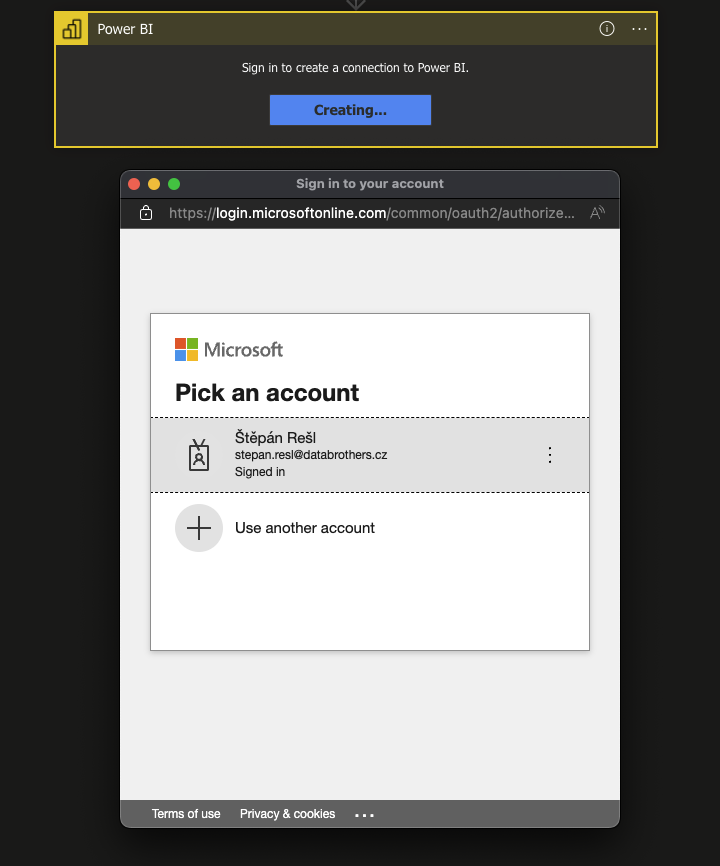 Power BI
Sign in to create a connection to Power BI.
Creating...
Sign in to your account
https://login.microsoftonline.com/common/oauth2/authorize...
Microsoft
Pick an account
Štěpán Rešl
stepan.resl@databrothers.cz
Signed in
Use another account
Terms of use Privacy & cookies ...